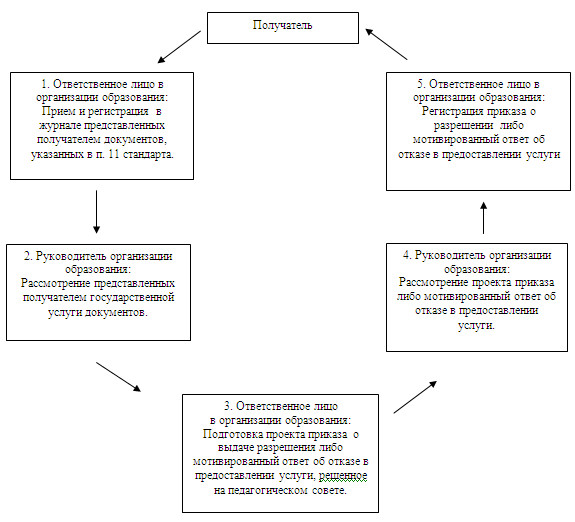 Получатель
1. Ответственное лицо в
организации образования:
Прием и регистрация в
журнале представленных
получателем документов,
указанных в п. 11 стандарта.
2. Руководитель организации
образования:
Рассмотрение представленных
получателем государственной
услуги документов.
3. Ответственное лицо
в организации образования:
Подготовка проекта приказа о
выдаче разрешения либо
мотивированный ответ об отказе в
предоставлении услуги, решенное
на педагогическом совете.
4. Руководитель организации
образования:
Рассмотрение проекта приказа
либо мотивированный ответ об
отказе в предоставлении
услуги.
5. Ответственное лицо в
организации образования:
Регистрация приказа о
разрешении либо
мотивированный ответ об
отказе в предоставлении услуги